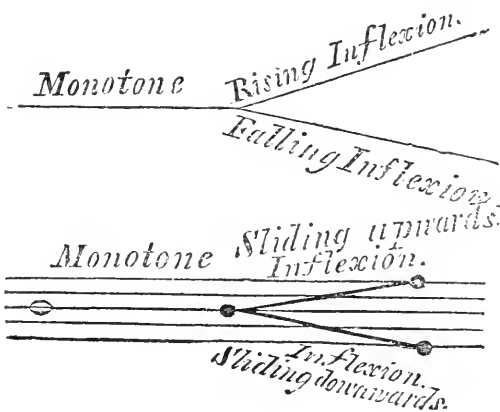 Monotone
Rising Inflexion.
Falling Inflexion.
Sliding upwards.
Monotone Inflexion.
Inflexion.
Sliding downwards.